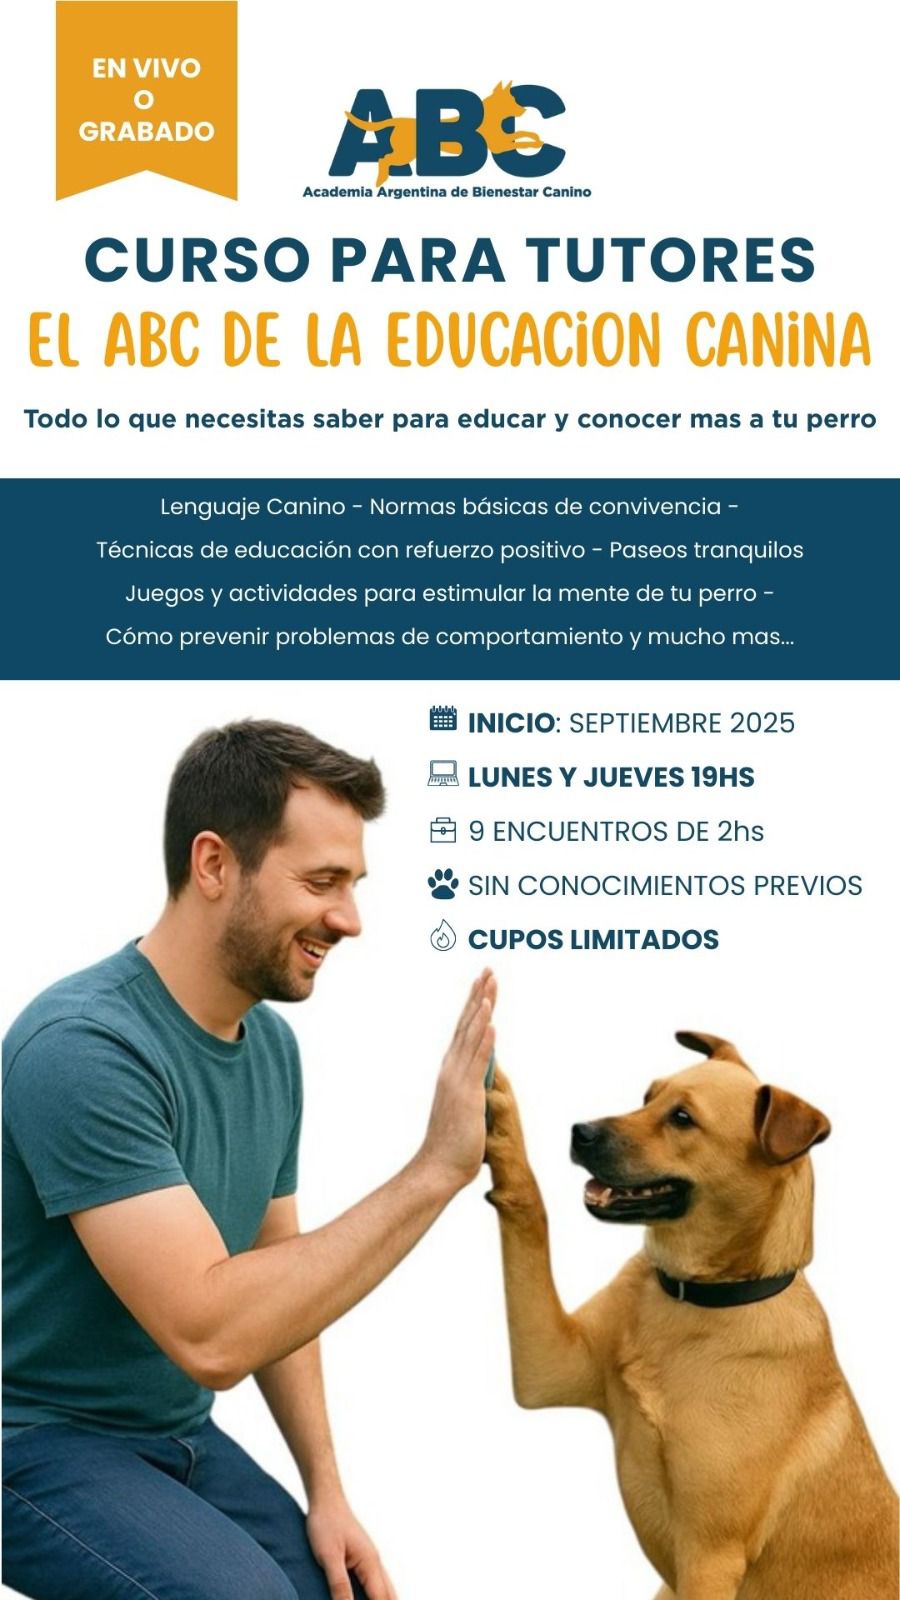 EN VIVO
O
GRABADO
ABC
Academia Argentina de Bienestar Canino
CURSO PARA TUTORES
EL ABC DE LA EDUCACiON CANiNA
Todo lo que necesitas saber para educar y conocer mas a tu perro
Lenguaje Canino - Normas básicas de convivencia -
Técnicas de educación con refuerzo positivo - Paseos tranquilos
Juegos y actividades para estimular la mente de tu perro -
Cómo prevenir problemas de comportamiento y mucho mas...
INICIO: SEPTIEMBRE 2025
LUNES Y JUEVES 19HS
9 ENCUENTROS DE 2hs
SIN CONOCIMIENTOS PREVIOS
CUPOS LIMITADOS